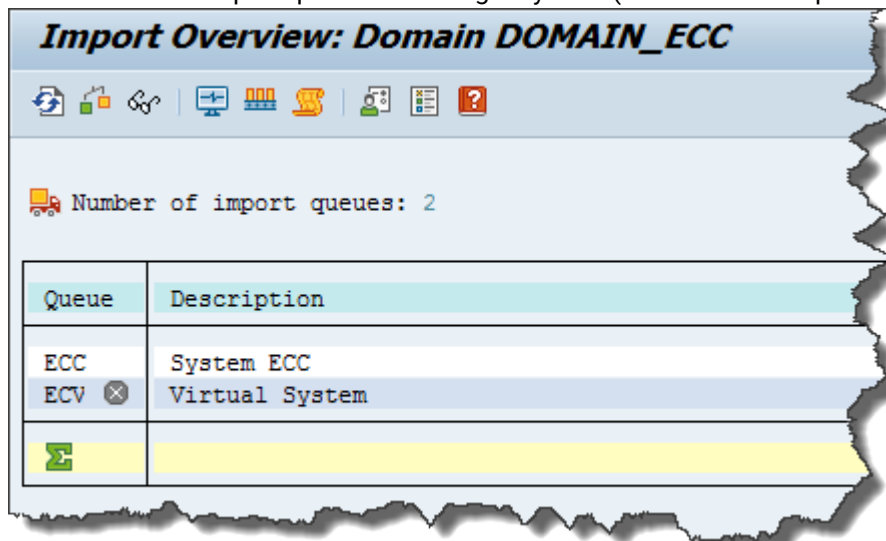 Import Overview: Domain DOMAIN_ECC
Number of import queues: 2
Queue Description
ECC System ECC
ECV Virtual System